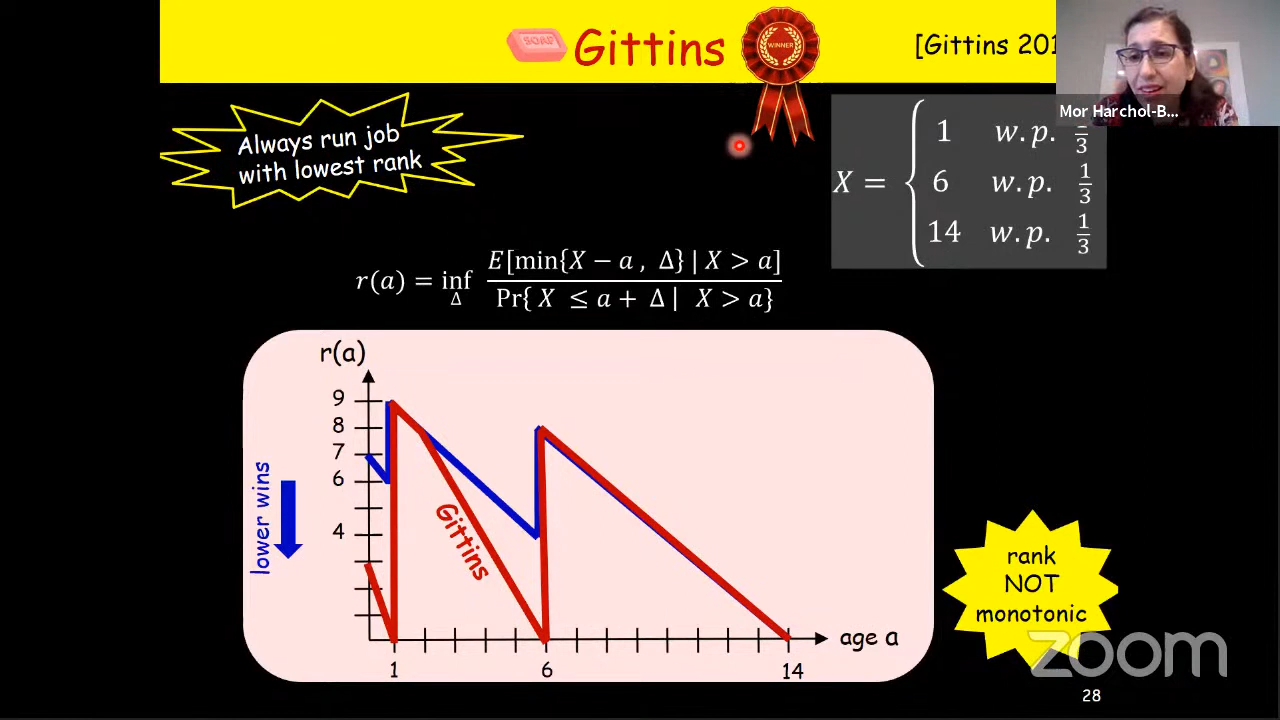 SOAP Gittins
WINNER
[Gittins 201
Mor Harchol-B...
Always run job
with lowest rank
X = { 1 w.p. 1/3
6 w.p. 1/3
14 w.p. 1/3
r(a) = inf_Δ E[min{X − a , Δ} | X > a] / Pr{ X ≤ a + Δ | X > a}
r(a)
9
8
7
6
4
lower wins
Gittins
1 6 14
age a
rank
NOT
monotonic
zoom
28